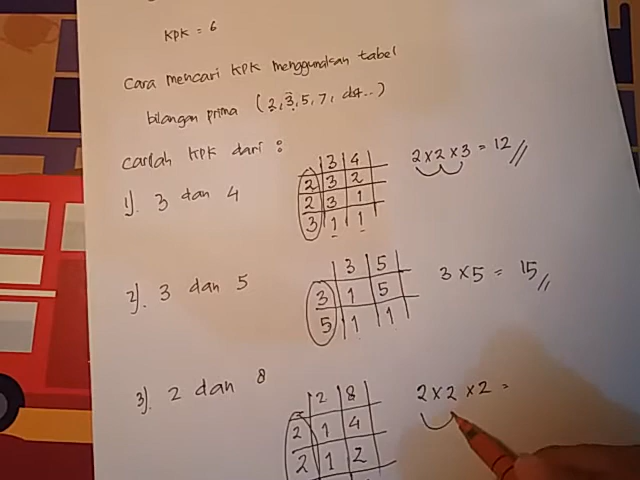 KPK = 6
Cara mencari KPK menggunakan tabel
bilangan prima (2, 3, 5, 7, dst..)
Carilah KPK dari :
1). 3 dan 4
3 4
2 3 2
2 3 1
3 1 1
2 × 2 × 3 = 12 //
2). 3 dan 5
3 5
3 1 5
5 1 1
3 × 5 = 15 //
3). 2 dan 8
2 8
2 1 4
2 1 2
2 × 2 × 2 =